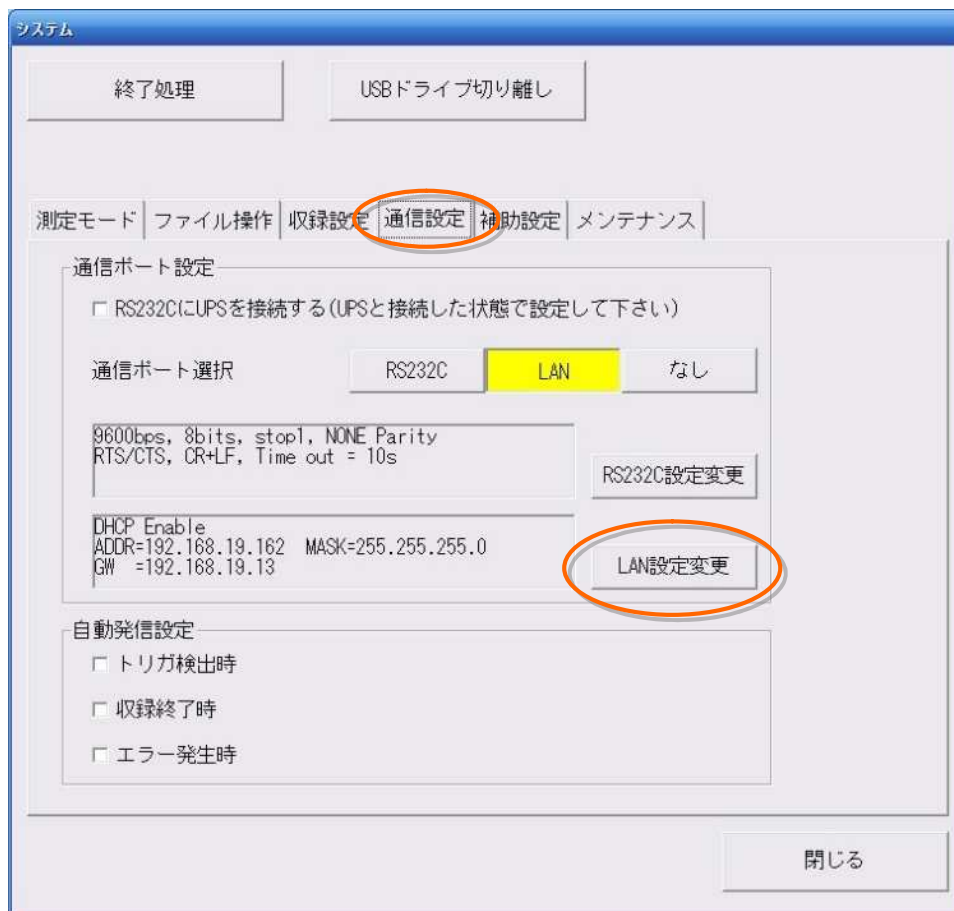 システム
終了処理
USBドライブ切り離し
測定モード
ファイル操作
収録設定
通信設定
補助設定
メンテナンス
通信ポート設定
RS232CにUPSを接続する(UPSと接続した状態で設定して下さい)
通信ポート選択
RS232C
LAN
なし
9600bps, 8bits, stop1, NONE Parity
RTS/CTS, CR+LF, Time out = 10s
RS232C設定変更
DHCP Enable
ADDR=192.168.19.162 MASK=255.255.255.0
GW =192.168.19.13
LAN設定変更
自動発信設定
トリガ検出時
収録終了時
エラー発生時
閉じる